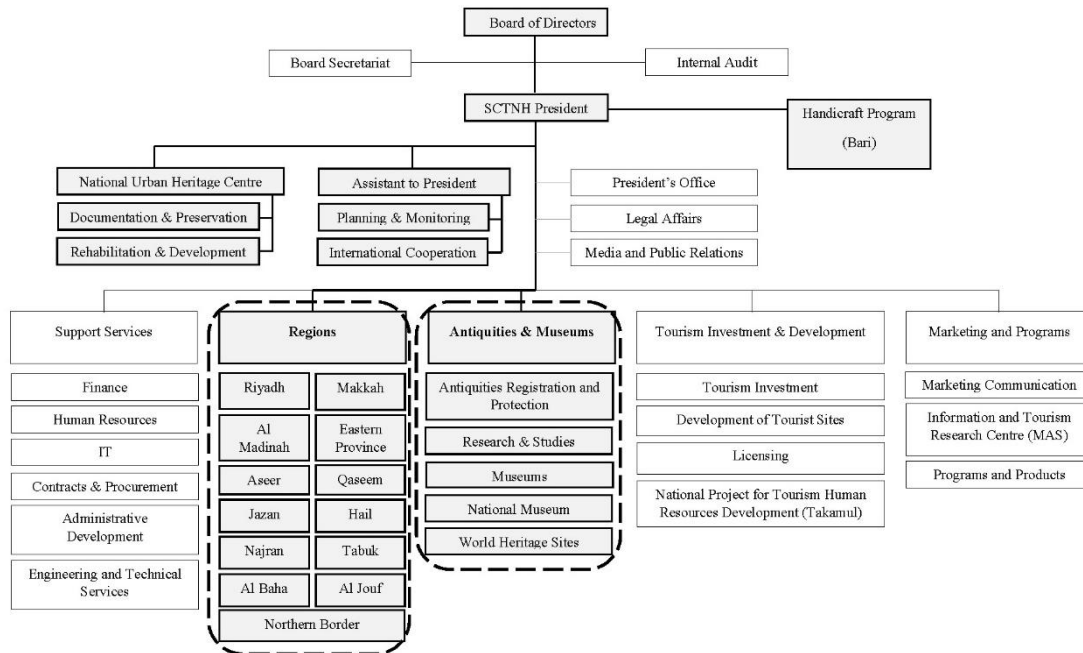 Board of Directors
Board Secretariat
Internal Audit
SCTNH President
Handicraft Program
(Bari)
National Urban Heritage Centre
Documentation & Preservation
Rehabilitation & Development
Assistant to President
Planning & Monitoring
International Cooperation
President's Office
Legal Affairs
Media and Public Relations
Support Services
Finance
Human Resources
IT
Contracts & Procurement
Administrative
Development
Engineering and Technical
Services
Regions
Riyadh
Makkah
Al
Madinah
Eastern
Province
Aseer
Qaseem
Jazan
Hail
Najran
Tabuk
Al Baha
Al Jouf
Northern Border
Antiquities & Museums
Antiquities Registration and
Protection
Research & Studies
Museums
National Museum
World Heritage Sites
Tourism Investment & Development
Tourism Investment
Development of Tourist Sites
Licensing
National Project for Tourism Human
Resources Development (Takamul)
Marketing and Programs
Marketing Communication
Information and Tourism
Research Centre (MAS)
Programs and Products